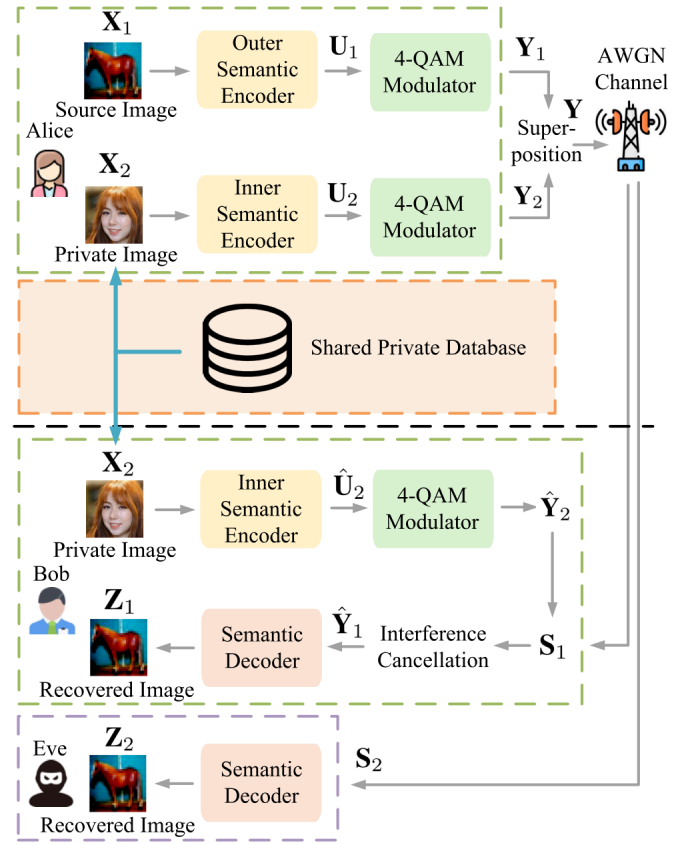 X₁
Source Image
Outer
Semantic
Encoder
U₁
4-QAM
Modulator
Y₁
AWGN
Channel
Alice
Super-
position
Y
X₂
Private Image
Inner
Semantic
Encoder
U₂
4-QAM
Modulator
Y₂
Shared Private Database
X₂
Private Image
Inner
Semantic
Encoder
Û₂
4-QAM
Modulator
Ŷ₂
Bob
Z₁
Recovered Image
Semantic
Decoder
Ŷ₁
Interference
Cancellation
S₁
Eve
Z₂
Recovered Image
Semantic
Decoder
S₂